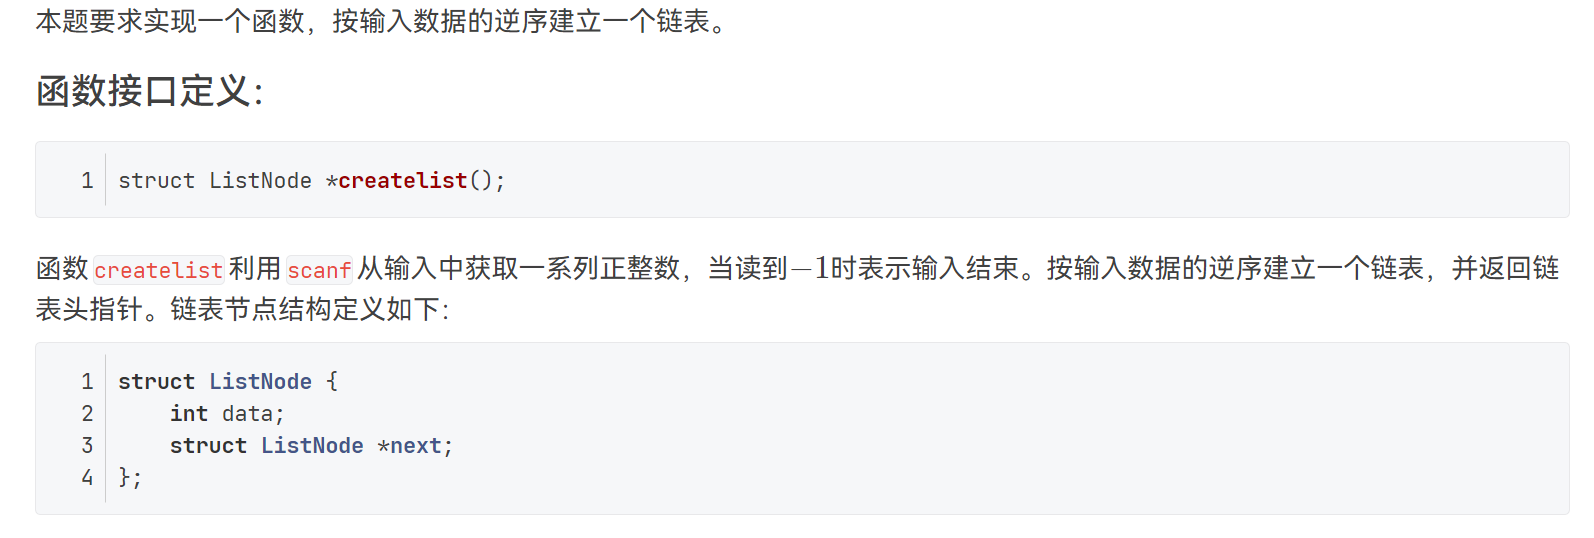 本题要求实现一个函数，按输入数据的逆序建立一个链表。
函数接口定义：
1 struct ListNode *createlist();
函数createlist利用scanf从输入中获取一系列正整数，当读到−1时表示输入结束。按输入数据的逆序建立一个链表，并返回链
表头指针。链表节点结构定义如下：
1 struct ListNode {
2     int data;
3     struct ListNode *next;
4 };